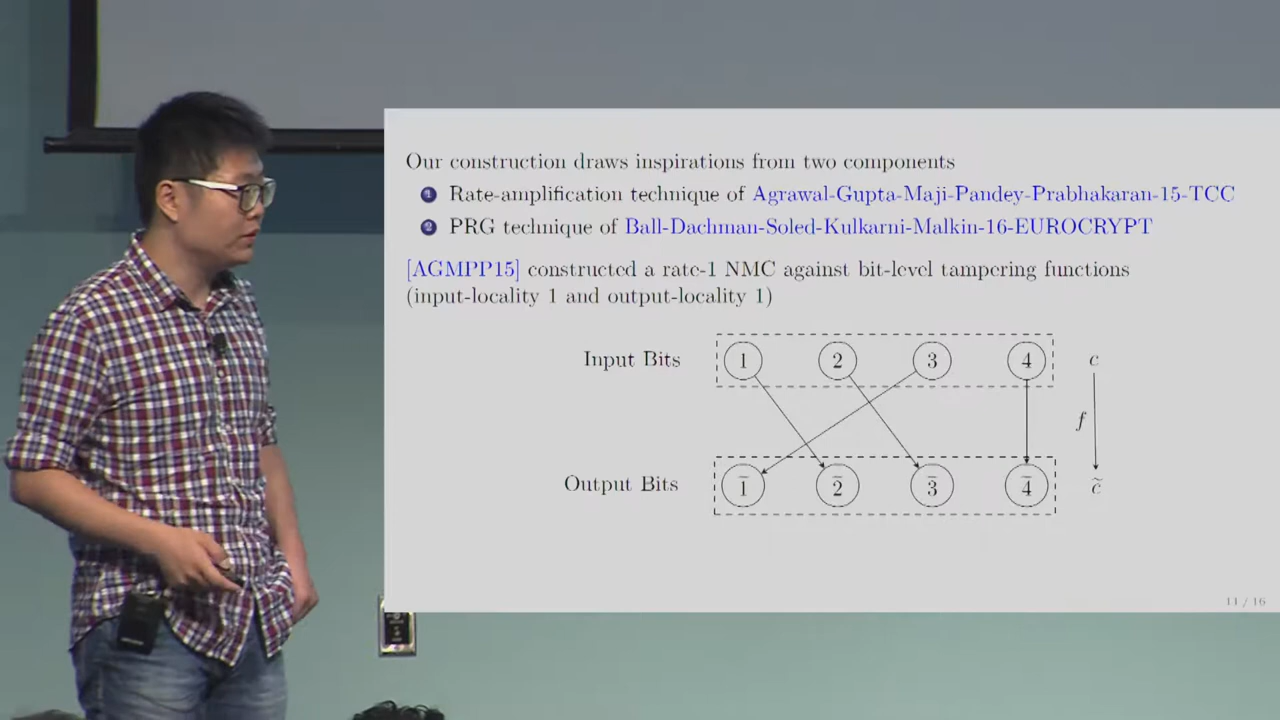 Our construction draws inspirations from two components
1 Rate-amplification technique of Agrawal-Gupta-Maji-Pandey-Prabhakaran-15-TCC
2 PRG technique of Ball-Dachman-Soled-Kulkarni-Malkin-16-EUROCRYPT
[AGMPP15] constructed a rate-1 NMC against bit-level tampering functions
(input-locality 1 and output-locality 1)
Input Bits 1 2 3 4 c
f
Output Bits 1̃ 2̃ 3̃ 4̃ c̃
11 / 16